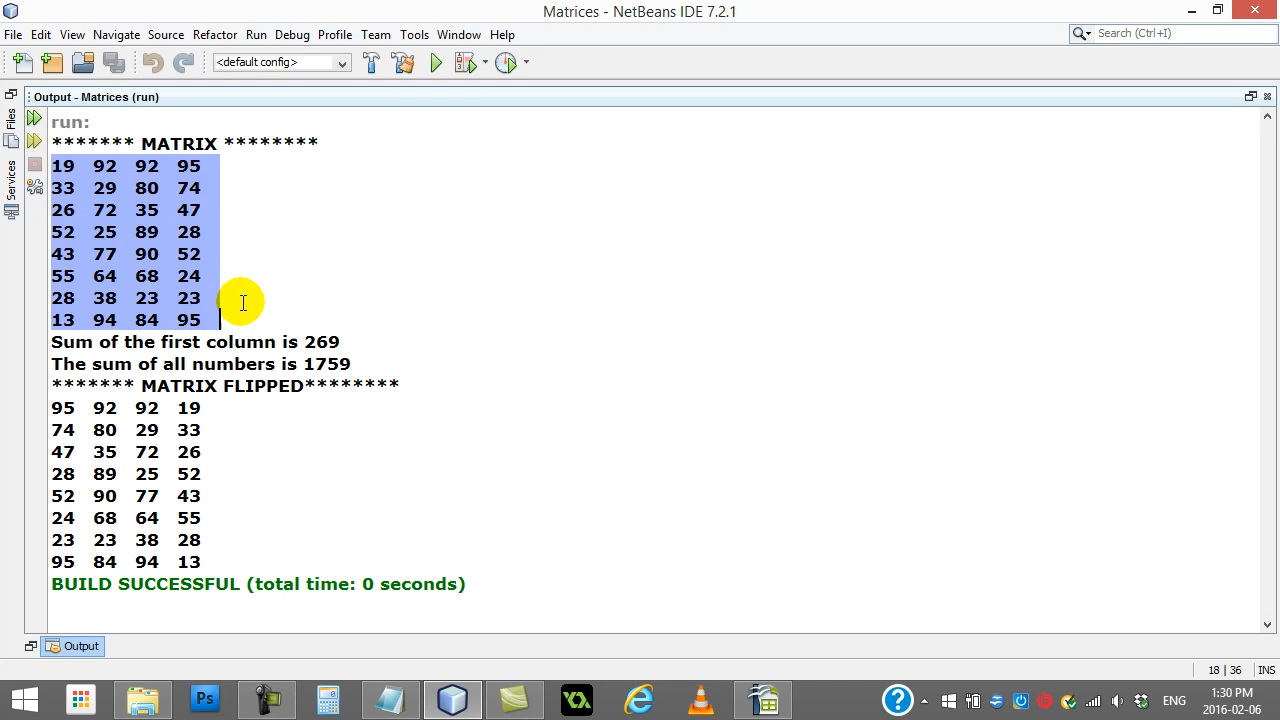 Matrices - NetBeans IDE 7.2.1
File Edit View Navigate Source Refactor Run Debug Profile Team Tools Window Help
Search (Ctrl+I)
<default config>
Output - Matrices (run)
Files
Services
run:
******* MATRIX ********
19 92 92 95
33 29 80 74
26 72 35 47
52 25 89 28
43 77 90 52
55 64 68 24
28 38 23 23
13 94 84 95
Sum of the first column is 269
The sum of all numbers is 1759
******* MATRIX FLIPPED********
95 92 92 19
74 80 29 33
47 35 72 26
28 89 25 52
52 90 77 43
24 68 64 55
23 23 38 28
95 84 94 13
BUILD SUCCESSFUL (total time: 0 seconds)
Output
18 | 36 INS
Ps
?
ENG
1:30 PM
2016-02-06